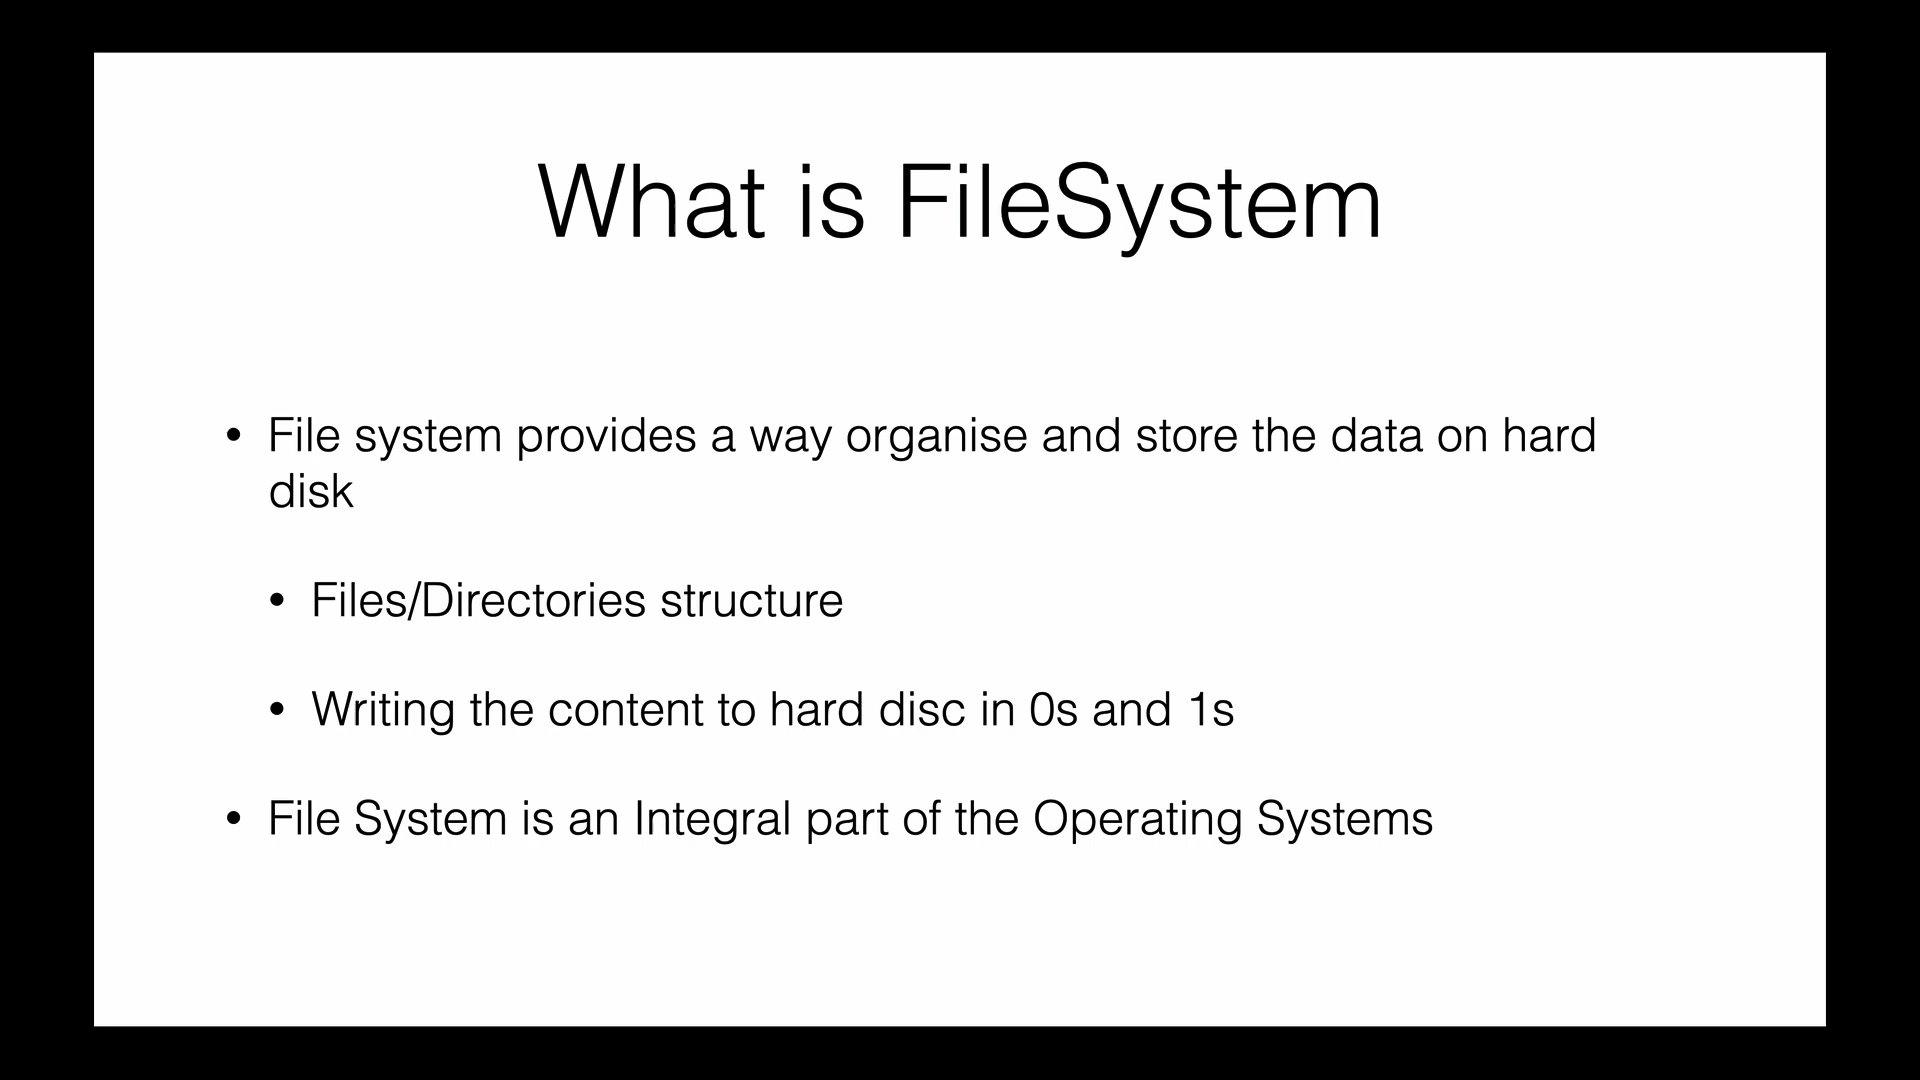 What is FileSystem
• File system provides a way organise and store the data on hard
disk
• Files/Directories structure
• Writing the content to hard disc in 0s and 1s
• File System is an Integral part of the Operating Systems